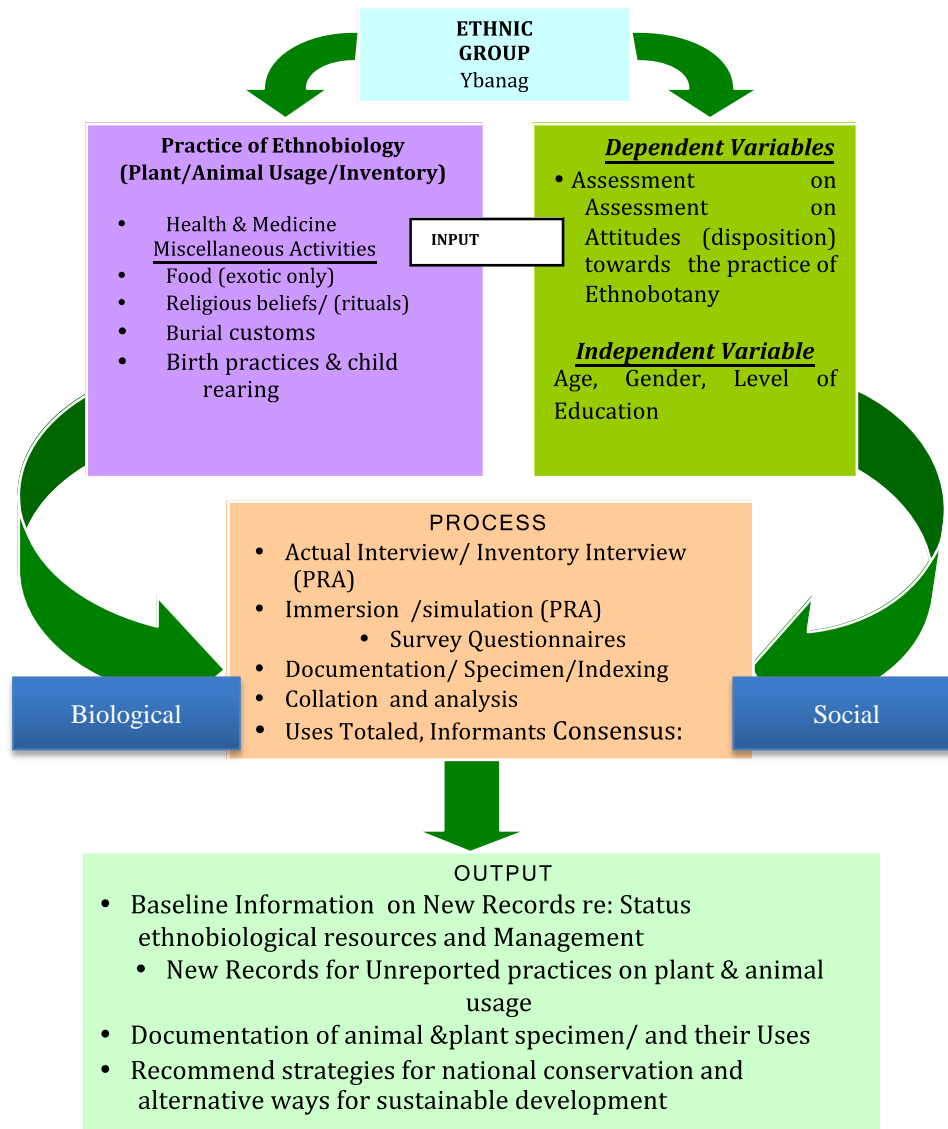 ETHNIC
GROUP
Ybanag
Practice of Ethnobiology
(Plant/Animal Usage/Inventory)
• Health & Medicine
Miscellaneous Activities
• Food (exotic only)
• Religious beliefs/ (rituals)
• Burial customs
• Birth practices & child
rearing
INPUT
Dependent Variables
• Assessment on
Assessment on
Attitudes (disposition)
towards the practice of
Ethnobotany
Independent Variable
Age, Gender, Level of
Education
PROCESS
• Actual Interview/ Inventory Interview
(PRA)
• Immersion /simulation (PRA)
• Survey Questionnaires
• Documentation/ Specimen/Indexing
• Collation and analysis
• Uses Totaled, Informants Consensus:
Biological
Social
OUTPUT
• Baseline Information on New Records re: Status
ethnobiological resources and Management
• New Records for Unreported practices on plant & animal
usage
• Documentation of animal &plant specimen/ and their Uses
• Recommend strategies for national conservation and
alternative ways for sustainable development